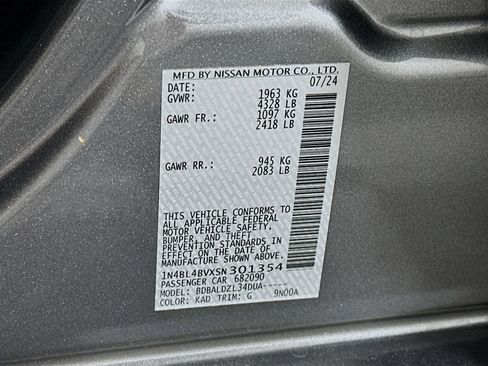 MFD BY NISSAN MOTOR CO., LTD.
DATE: 07/24
GVWR: 1963 KG
4328 LB
GAWR FR.: 1097 KG
2418 LB
GAWR RR.: 945 KG
2083 LB
THIS VEHICLE CONFORMS TO
ALL APPLICABLE FEDERAL
MOTOR VEHICLE SAFETY,
BUMPER, AND THEFT
PREVENTION STANDARDS IN
EFFECT ON THE DATE OF
MANUFACTURE SHOWN ABOVE.
1N4BL4BVXSN301354
PASSENGER CAR 682090
MODEL: BDBALDZL34DUA-----
COLOR: KAD TRIM: G 9N00A